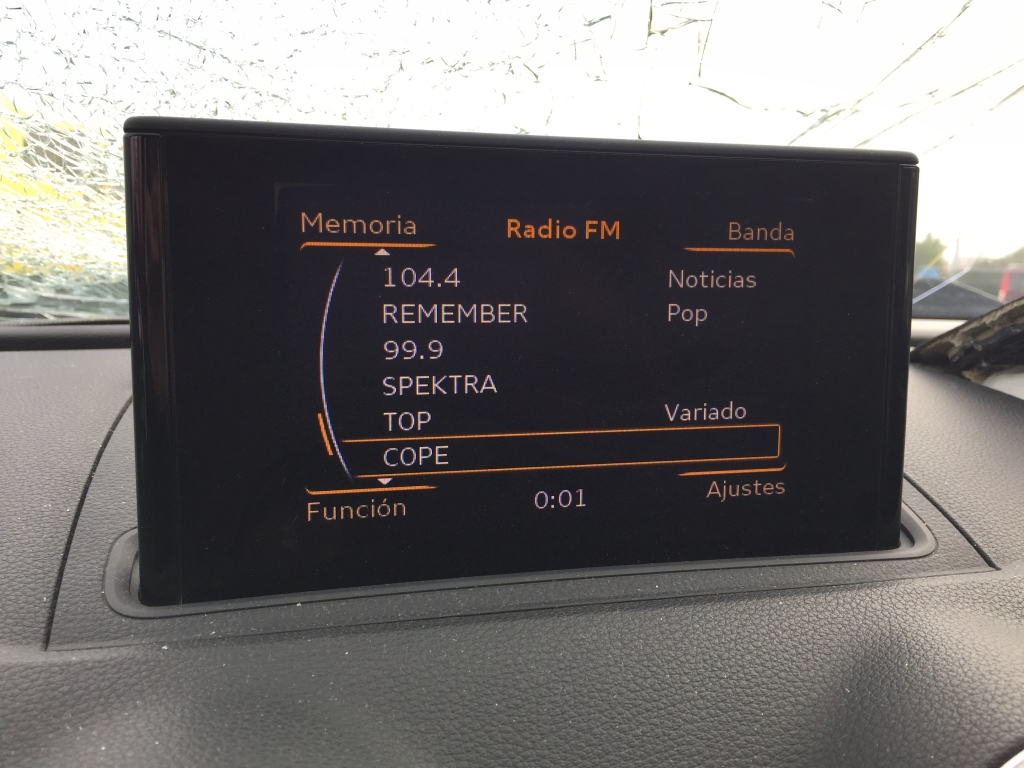 Memoria Radio FM Banda
104.4 Noticias
REMEMBER Pop
99.9
SPEKTRA
TOP Variado
COPE
Función 0:01 Ajustes